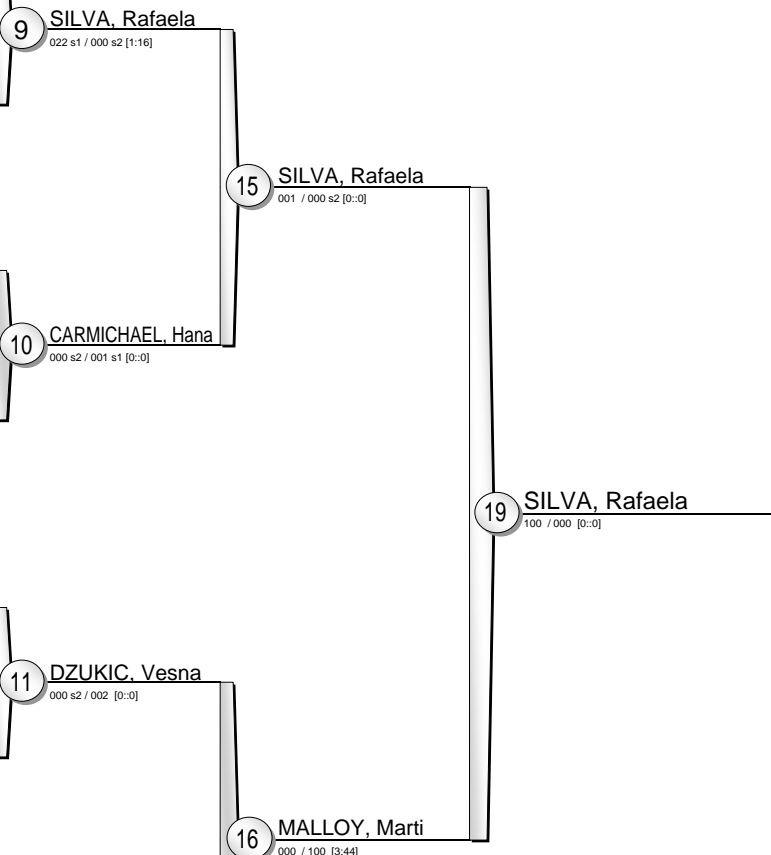 9 SILVA, Rafaela
022 s1 / 000 s2 [1:16]
15 SILVA, Rafaela
001 / 000 s2 [0::0]
10 CARMICHAEL, Hana
000 s2 / 001 s1 [0::0]
19 SILVA, Rafaela
100 / 000 [0::0]
11 DZUKIC, Vesna
000 s2 / 002 [0::0]
16 MALLOY, Marti
000 / 100 [3:44]